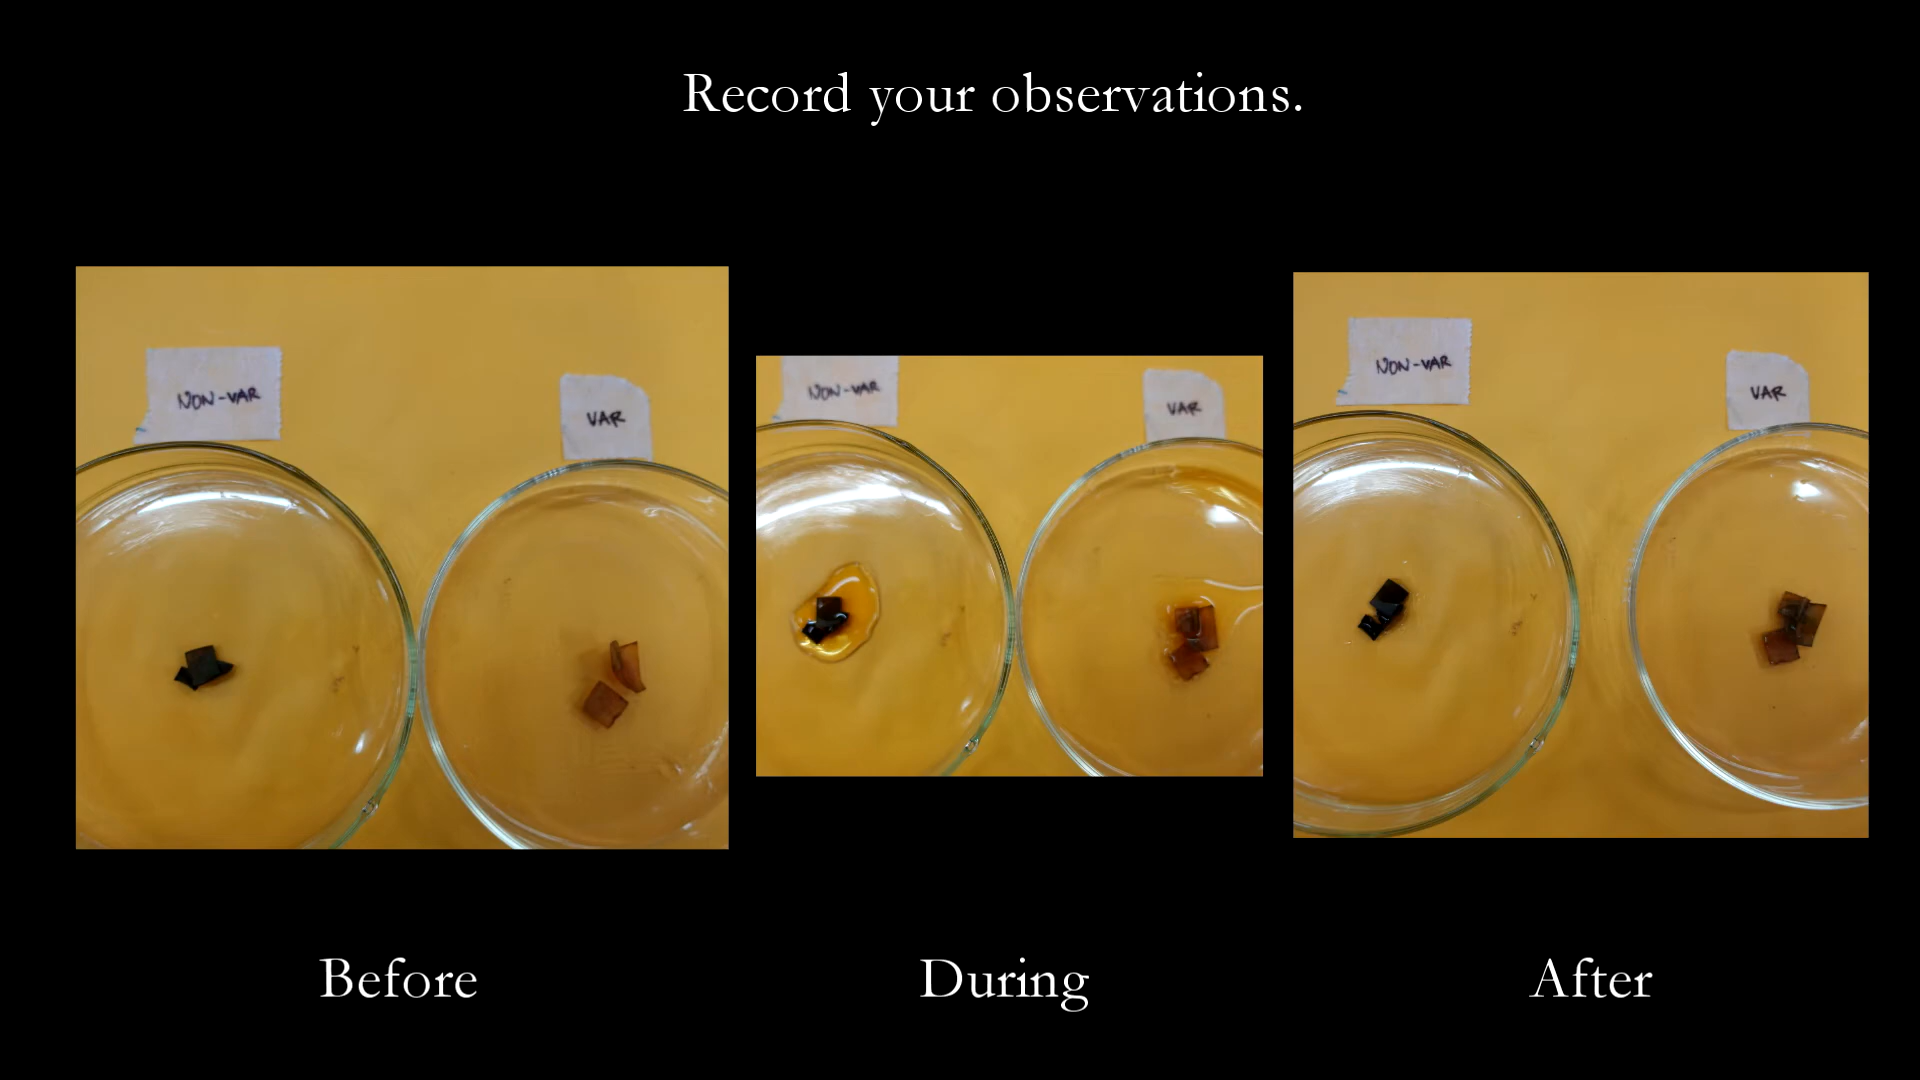 Record your observations.
NON-VAR
VAR
NON-VAR
VAR
NON-VAR
VAR
Before
During
After